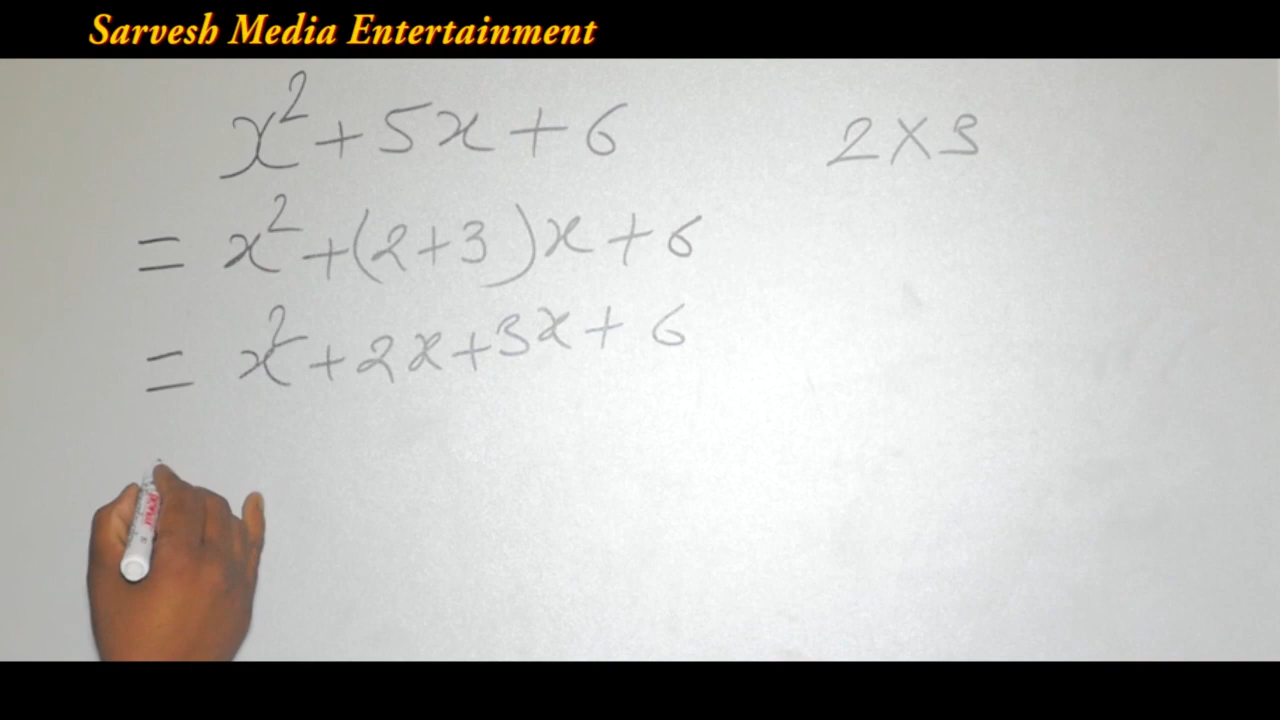 Sarvesh Media Entertainment
x²+5x+6
2×3
= x²+(2+3)x+6
= x²+2x+3x+6